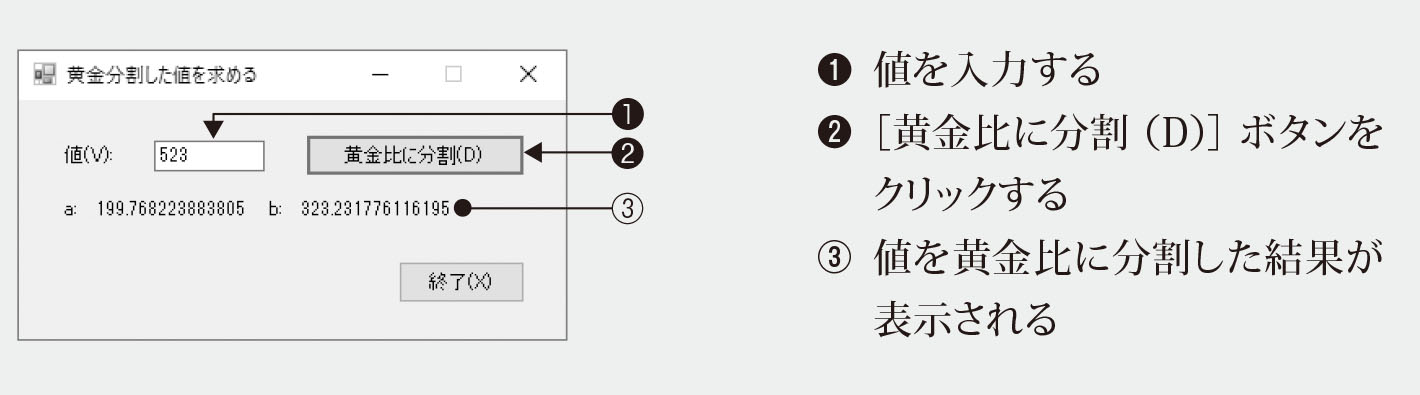 黄金分割した値を求める
値(V): 523 黄金比に分割(D)
a: 199.768223883805 b: 323.231776116195
終了(X)
❶
❷
③
❶ 値を入力する
❷ ［黄金比に分割（D）］ボタンを
クリックする
③ 値を黄金比に分割した結果が
表示される